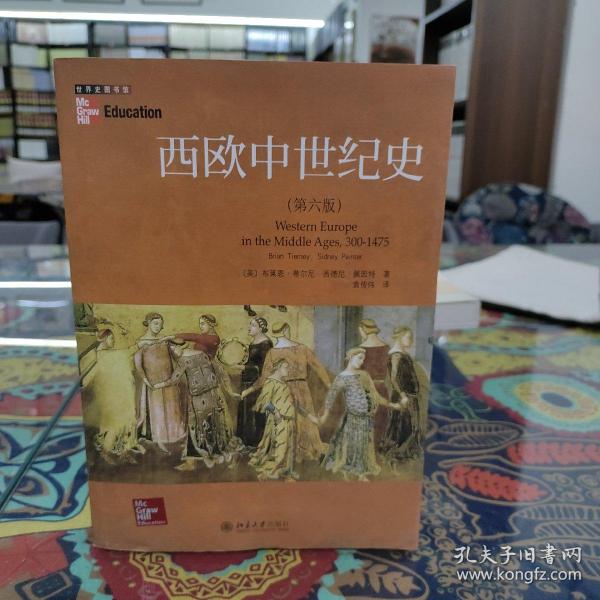 世界史图书馆
Mc
Graw
Hill
Education
西欧中世纪史
(第六版)
Western Europe
in the Middle Ages, 300-1475
Brian Tierney, Sidney Painter
〔美〕布莱恩·蒂尔尼 西德尼·佩因特 著
袁传伟 译
Mc
Graw
Hill
Education
北京大学出版社
孔夫子旧书网
www.kongfz.com